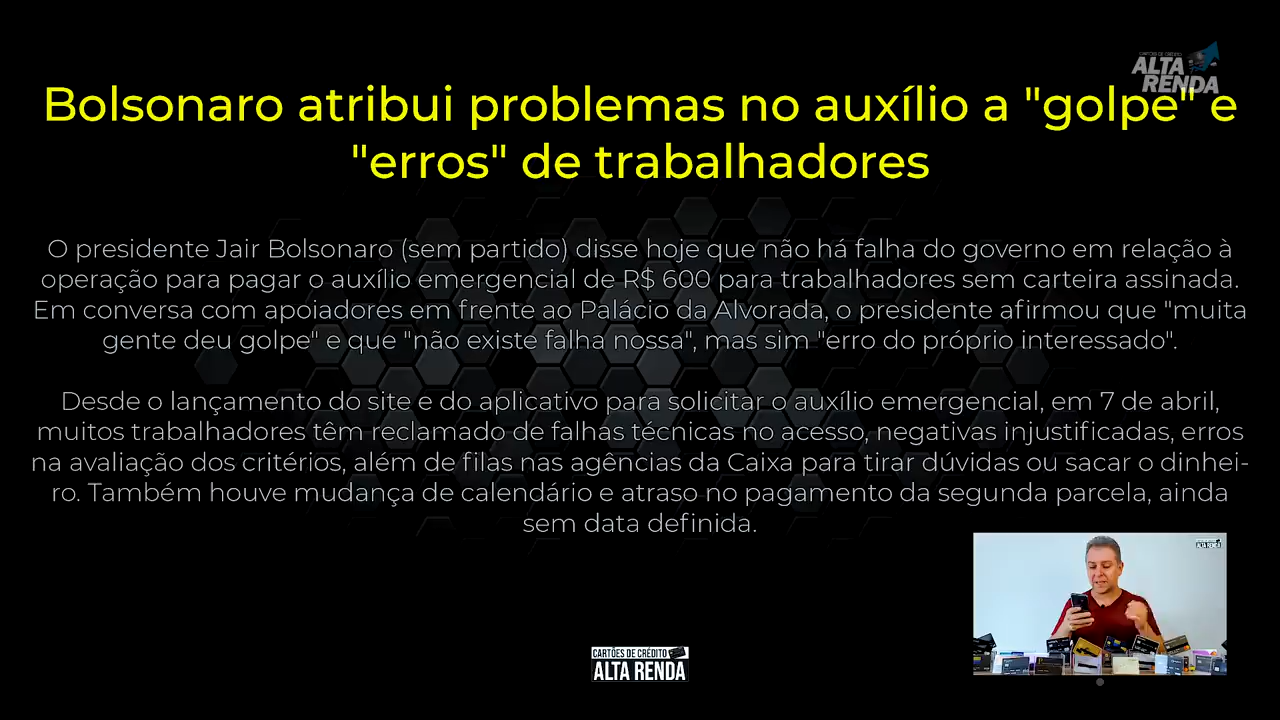 ALTA
RENDA
Bolsonaro atribui problemas no auxílio a "golpe" e
"erros" de trabalhadores
O presidente Jair Bolsonaro (sem partido) disse hoje que não há falha do governo em relação à
operação para pagar o auxílio emergencial de R$ 600 para trabalhadores sem carteira assinada.
Em conversa com apoiadores em frente ao Palácio da Alvorada, o presidente afirmou que "muita
gente deu golpe" e que "não existe falha nossa", mas sim "erro do próprio interessado".
Desde o lançamento do site e do aplicativo para solicitar o auxílio emergencial, em 7 de abril,
muitos trabalhadores têm reclamado de falhas técnicas no acesso, negativas injustificadas, erros
na avaliação dos critérios, além de filas nas agências da Caixa para tirar dúvidas ou sacar o dinhei-
ro. Também houve mudança de calendário e atraso no pagamento da segunda parcela, ainda
sem data definida.
ALTA RENDA
CARTÕES DE CRÉDITO
ALTA RENDA